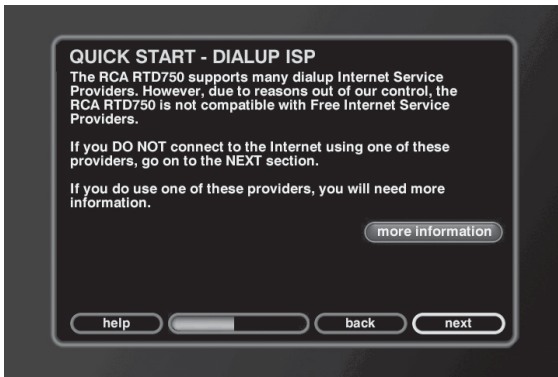 QUICK START - DIALUP ISP
The RCA RTD750 supports many dialup Internet Service
Providers. However, due to reasons out of our control, the
RCA RTD750 is not compatible with Free Internet Service
Providers.
If you DO NOT connect to the Internet using one of these
providers, go on to the NEXT section.
If you do use one of these providers, you will need more
information.
more information
help
back
next